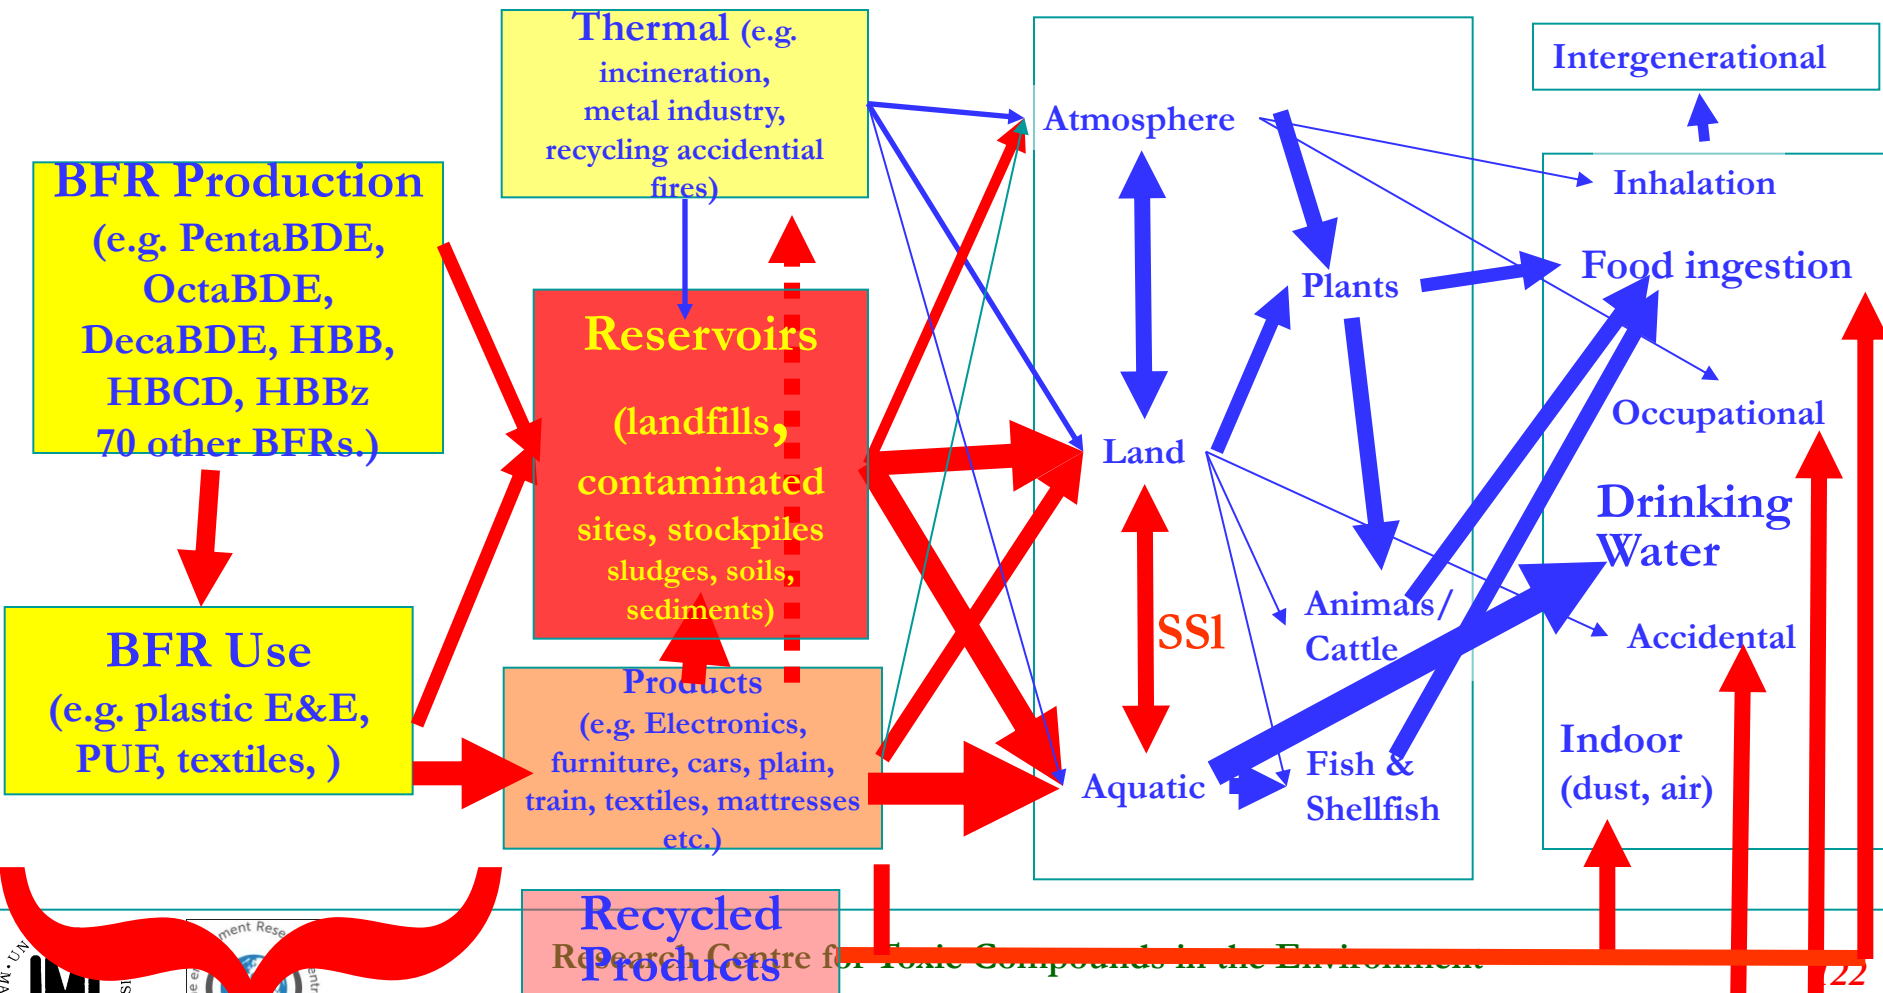 Thermal (e.g.
incineration,
metal industry,
recycling accidential
fires)
BFR Production
(e.g. PentaBDE,
OctaBDE,
DecaBDE, HBB,
HBCD, HBBz
70 other BFRs.)
BFR Use
(e.g. plastic E&E,
PUF, textiles, )
Reservoirs
(landfills,
contaminated
sites, stockpiles
sludges, soils,
sediments)
Products
(e.g. Electronics,
furniture, cars, plain,
train, textiles, mattresses
etc.)
Recycled
Products
Atmosphere
Plants
Land
SSl
Animals/
Cattle
Aquatic
Fish &
Shellfish
Intergenerational
Inhalation
Food ingestion
Occupational
Drinking
Water
Accidental
Indoor
(dust, air)
Research Centre for Toxic Compounds in the Environment